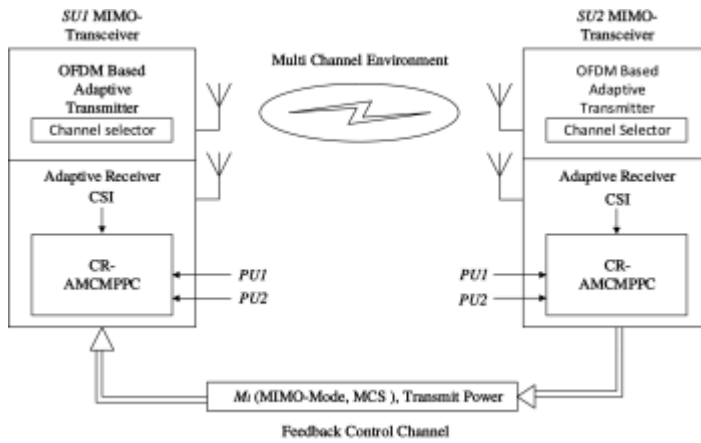 SU1 MIMO-
Transceiver
OFDM Based
Adaptive
Transmitter
Channel selector
Adaptive Receiver
CSI
CR-
AMCMPPC
PU1
PU2
Multi Channel Environment
SU2 MIMO-
Transceiver
OFDM Based
Adaptive
Transmitter
Channel Selector
Adaptive Receiver
CSI
CR-
AMCMPPC
PU1
PU2
Mi (MIMO-Mode, MCS ), Transmit Power
Feedback Control Channel